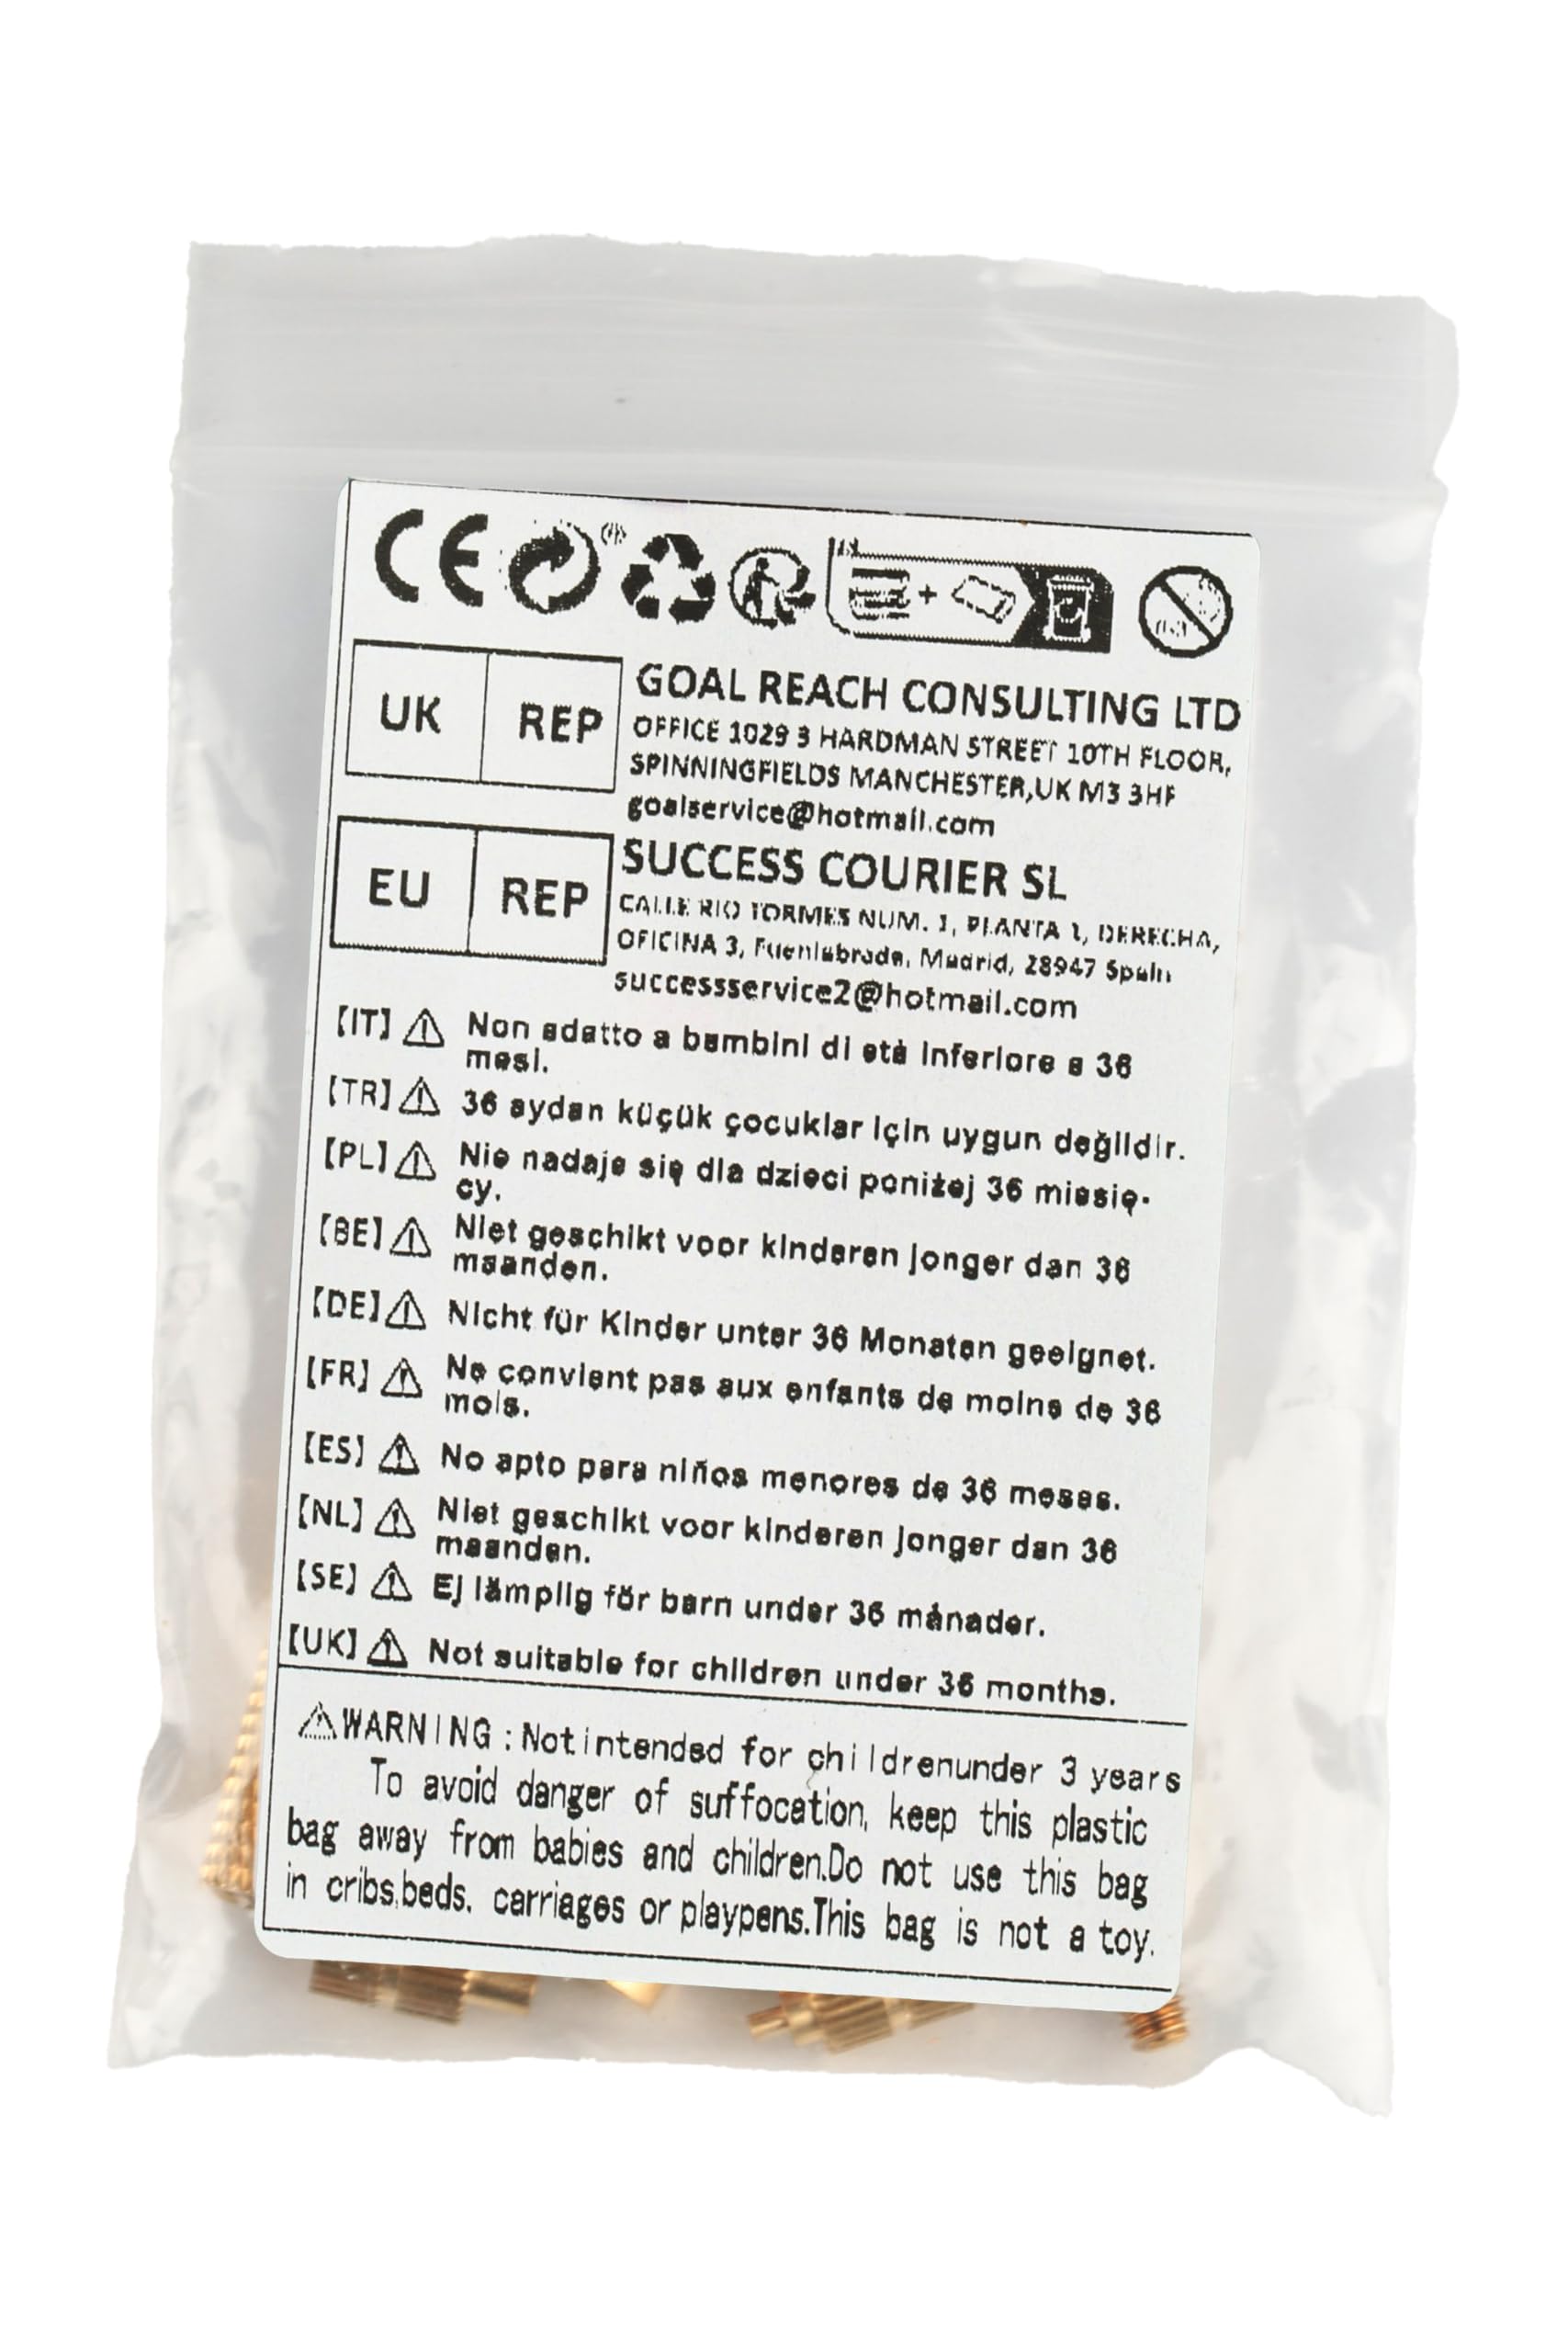 CE
UK REP
GOAL REACH CONSULTING LTD
OFFICE 1029 3 HARDMAN STREET 10TH FLOOR,
SPINNINGFIELDS MANCHESTER,UK M3 3HF
goalservice@hotmail.com
EU REP
SUCCESS COURIER SL
CALLE RIO TORMES NUM. 1, PLANTA 1, DERECHA,
OFICINA 3, Fuenlabrada, Madrid, 28947 Spain
successservice2@hotmail.com
【IT】 Non adatto a bambini di età inferiore a 36
mesi.
【TR】 36 aydan küçük çocuklar için uygun değildir.
【PL】 Nie nadaje się dla dzieci poniżej 36 miesię-
cy.
【BE】 Niet geschikt voor kinderen jonger dan 36
maanden.
【DE】 Nicht für Kinder unter 36 Monaten geeignet.
【FR】 Ne convient pas aux enfants de moins de 36
mois.
【ES】 No apto para niños menores de 36 meses.
【NL】 Niet geschikt voor kinderen jonger dan 36
maanden.
【SE】 Ej lämplig för barn under 36 månader.
【UK】 Not suitable for children under 36 months.
WARNING : Not intended for childrenunder 3 years
To avoid danger of suffocation, keep this plastic
bag away from babies and children.Do not use this bag
in cribs,beds, carriages or playpens.This bag is not a toy.